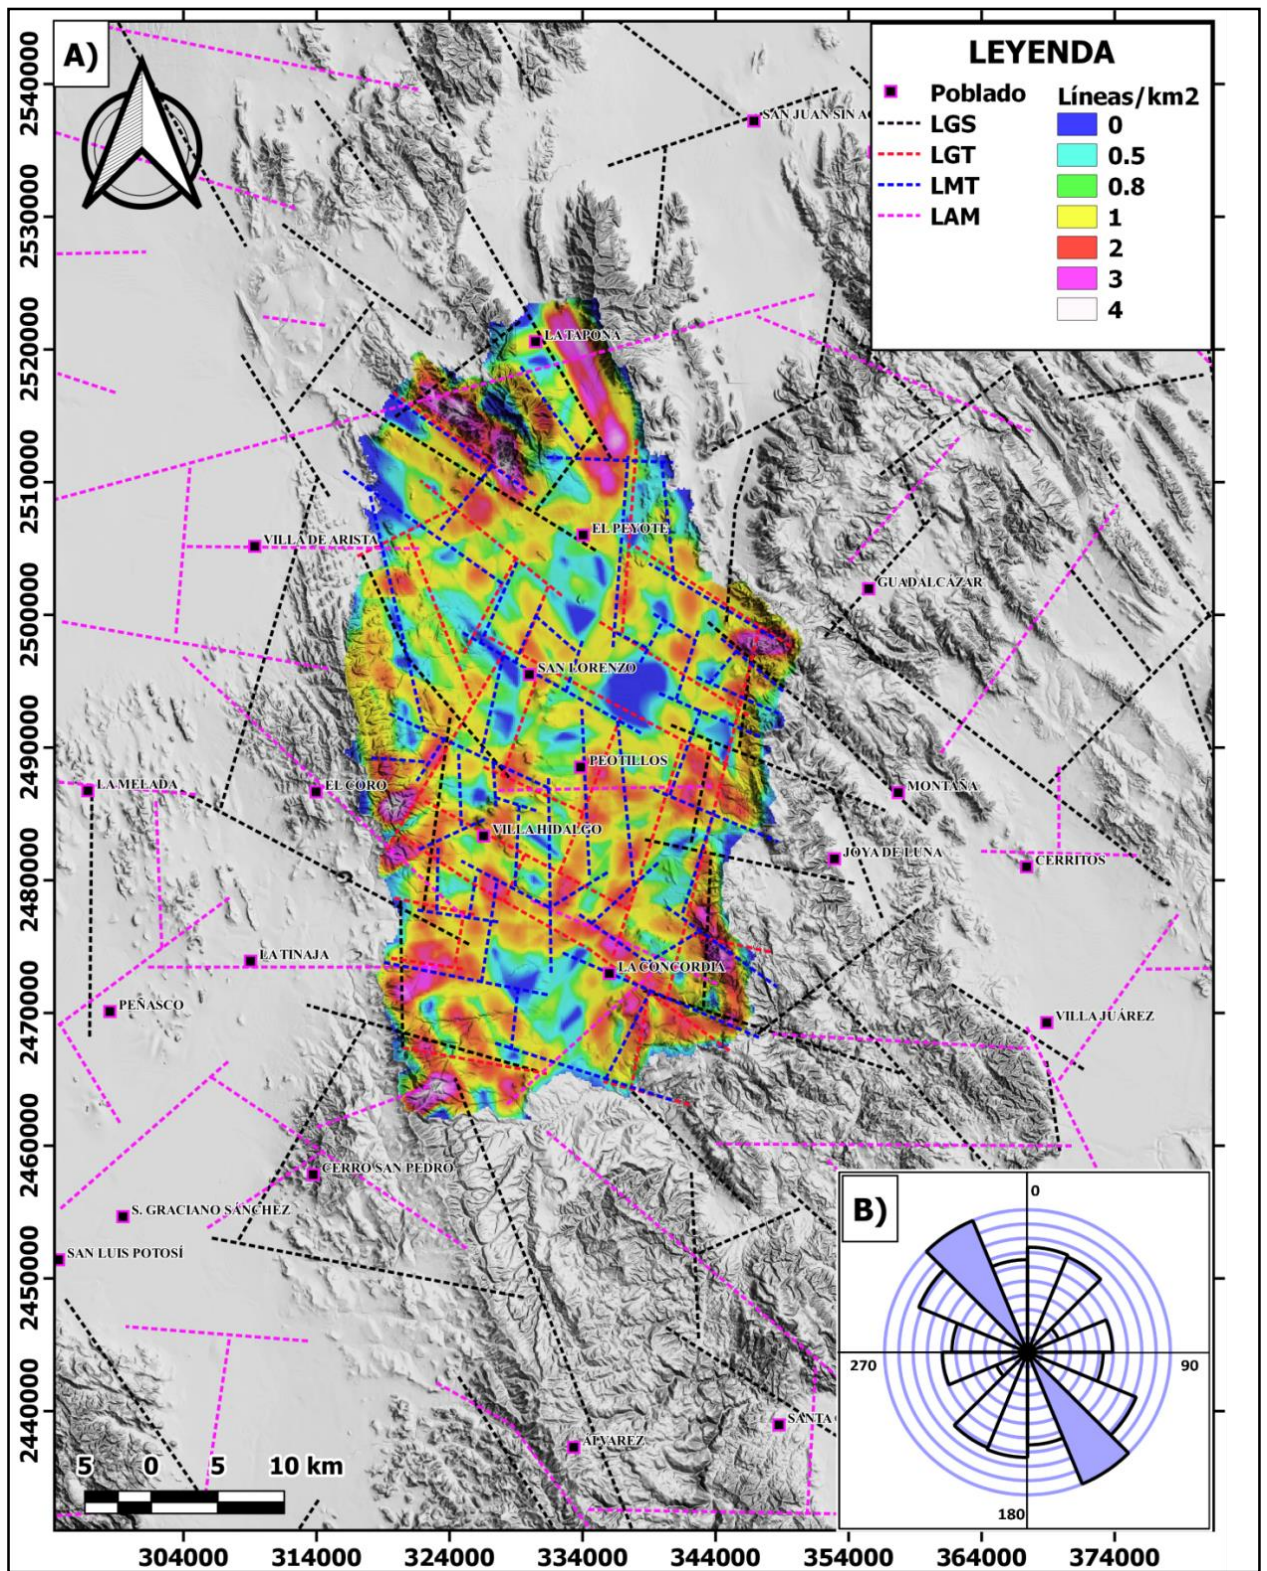 A)
LEYENDA
Poblado
LGS
LGT
LMT
LAM
Líneas/km2
0
0.5
0.8
1
2
3
4
2540000
2530000
2520000
2510000
2500000
2490000
2480000
2470000
2460000
2450000
2440000
SAN JUAN SIN A
LA TAPONA
EL PEYOTE
VILLA DE ARISTA
GUADALCÁZAR
SAN LORENZO
PEOTILLOS
LA MELADA
EL CORO
MONTAÑA
VILLA HIDALGO
JOYA DE LUNA
CERRITOS
LA TINAJA
LA CONCORDIA
PEÑASCO
VILLA JUÁREZ
CERRO SAN PEDRO
S. GRACIANO SÁNCHEZ
SAN LUIS POTOSÍ
SANTA
ALVAREZ
B)
0
270
90
180
5 0 5 10 km
304000 314000 324000 334000 344000 354000 364000 374000